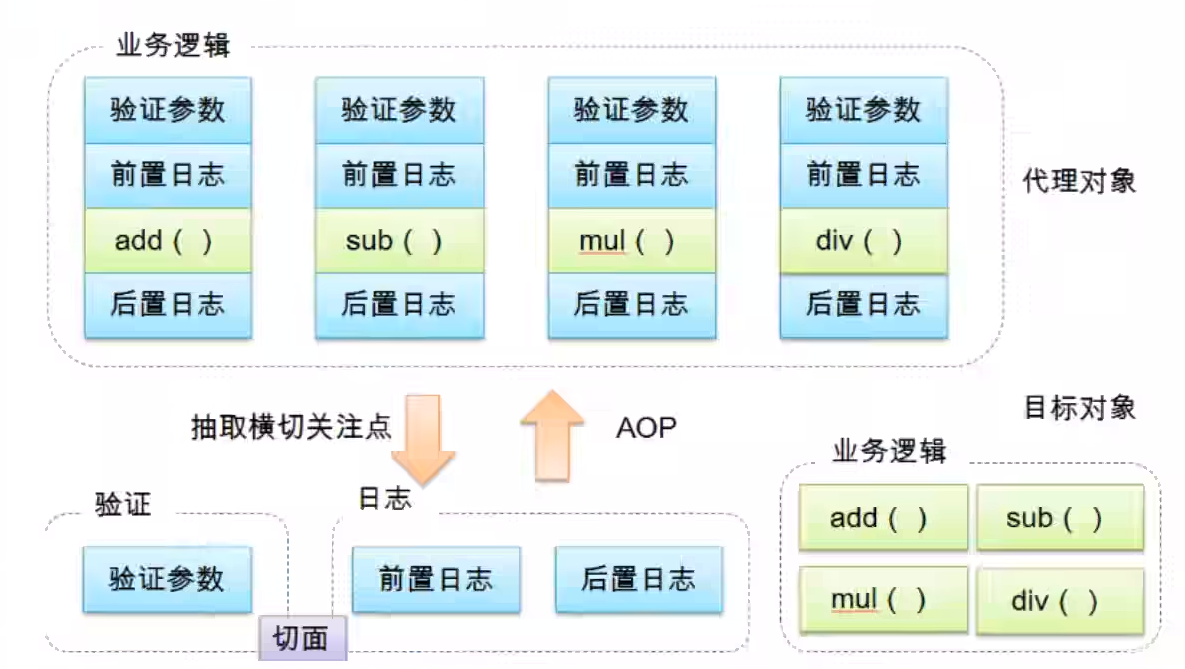 业务逻辑
验证参数 验证参数 验证参数 验证参数
前置日志 前置日志 前置日志 前置日志
代理对象
add ( ) sub ( ) mul ( ) div ( )
后置日志 后置日志 后置日志 后置日志
抽取横切关注点 AOP
目标对象
业务逻辑
验证 日志
add ( ) sub ( )
验证参数 前置日志 后置日志
mul ( ) div ( )
切面